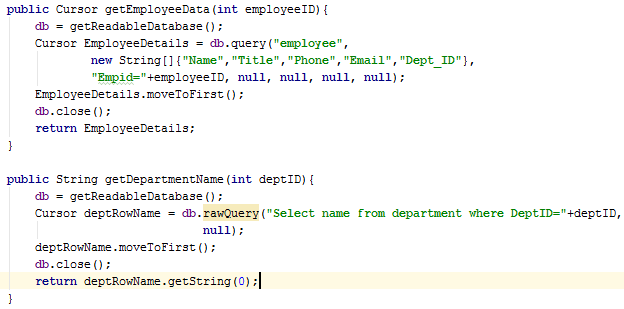 public Cursor getEmployeeData(int employeeID){
    db = getReadableDatabase();
    Cursor EmployeeDetails = db.query("employee",
            new String[]{"Name","Title","Phone","Email","Dept_ID"},
            "Empid="+employeeID, null, null, null, null);
    EmployeeDetails.moveToFirst();
    db.close();
    return EmployeeDetails;
}

public String getDepartmentName(int deptID){
    db = getReadableDatabase();
    Cursor deptRowName = db.rawQuery("Select name from department where DeptID="+deptID,
                            null);
    deptRowName.moveToFirst();
    db.close();
    return deptRowName.getString(0);
}